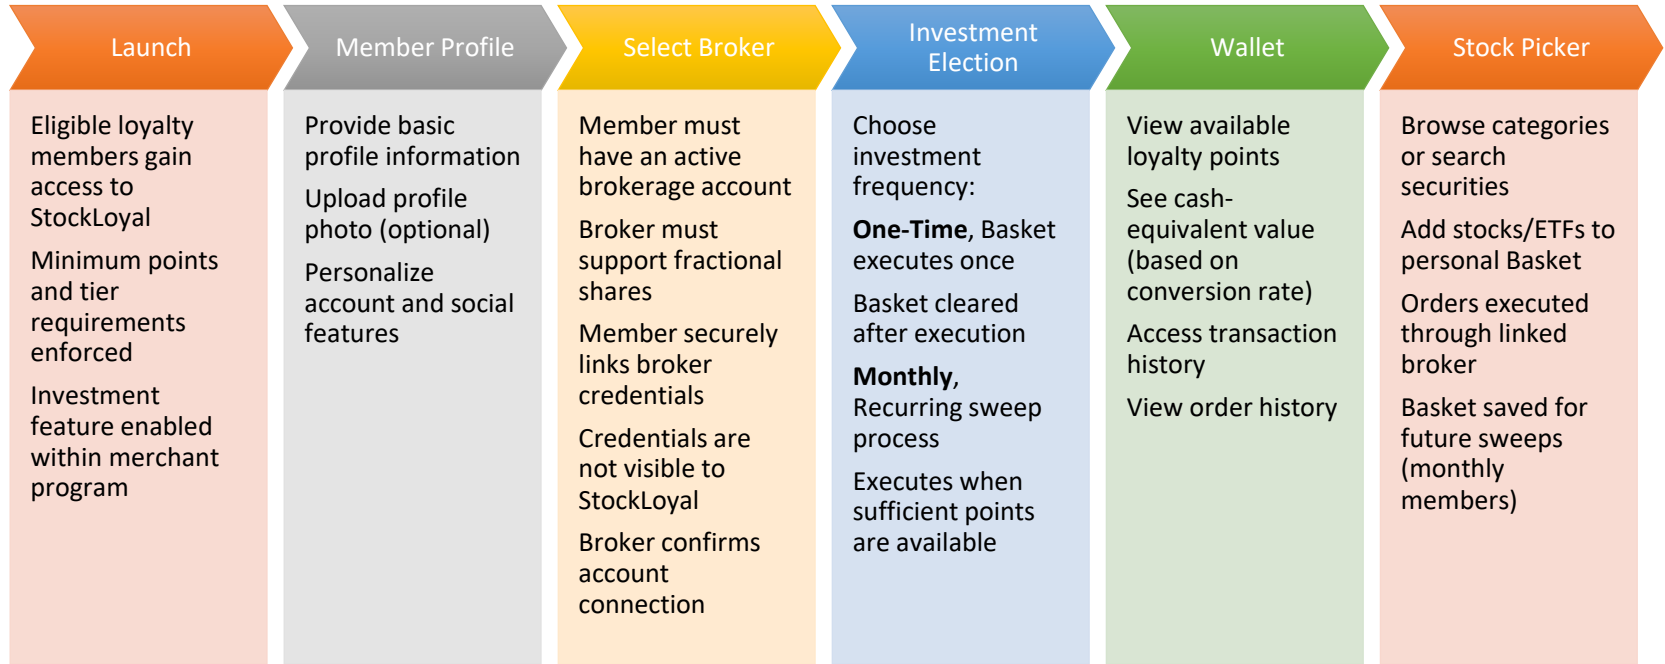 Launch
Eligible loyalty
members gain
access to
StockLoyal
Minimum points
and tier
requirements
enforced
Investment
feature enabled
within merchant
program
Member Profile
Provide basic
profile information
Upload profile
photo (optional)
Personalize
account and social
features
Select Broker
Member must
have an active
brokerage account
Broker must
support fractional
shares
Member securely
links broker
credentials
Credentials are
not visible to
StockLoyal
Broker confirms
account
connection
Investment
Election
Choose
investment
frequency:
One-Time, Basket
executes once
Basket cleared
after execution
Monthly,
Recurring sweep
process
Executes when
sufficient points
are available
Wallet
View available
loyalty points
See cash-
equivalent value
(based on
conversion rate)
Access transaction
history
View order history
Stock Picker
Browse categories
or search
securities
Add stocks/ETFs to
personal Basket
Orders executed
through linked
broker
Basket saved for
future sweeps
(monthly
members)